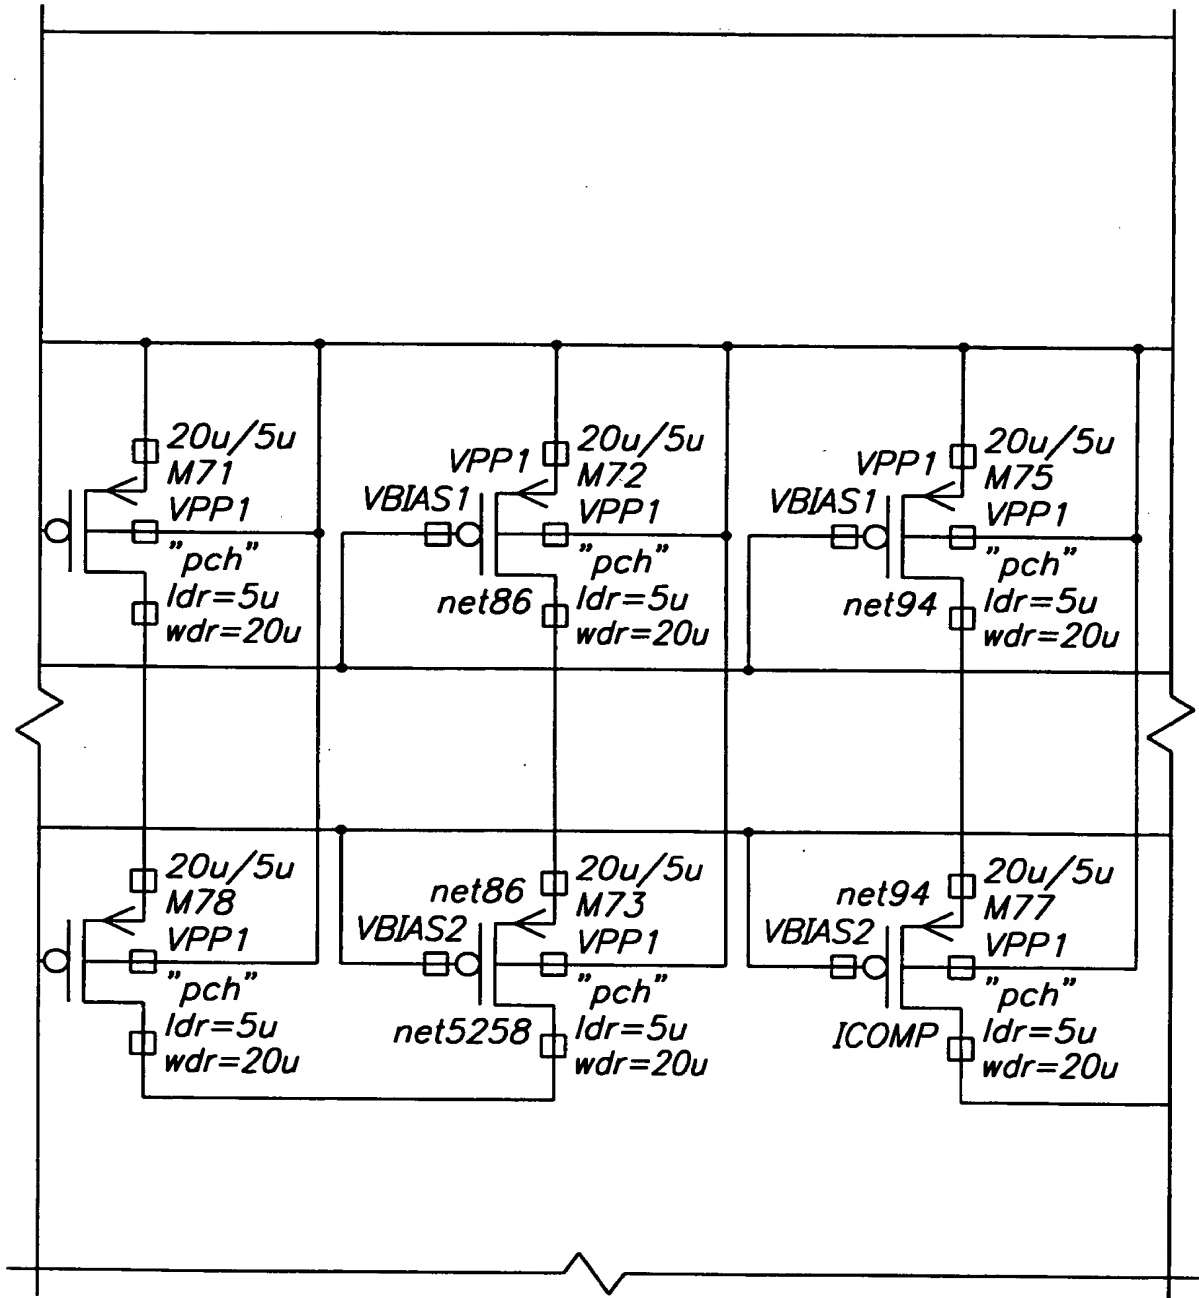 20u/5u
M71
VPP1
"pch"
ldr=5u
wdr=20u
VPP1
20u/5u
M72
VBIAS1
VPP1
"pch"
net86
ldr=5u
wdr=20u
VPP1
20u/5u
M75
VBIAS1
VPP1
"pch"
net94
ldr=5u
wdr=20u
20u/5u
M78
VPP1
"pch"
ldr=5u
wdr=20u
net86
20u/5u
M73
VBIAS2
VPP1
"pch"
net5258
ldr=5u
wdr=20u
net94
20u/5u
M77
VBIAS2
VPP1
"pch"
ICOMP
ldr=5u
wdr=20u